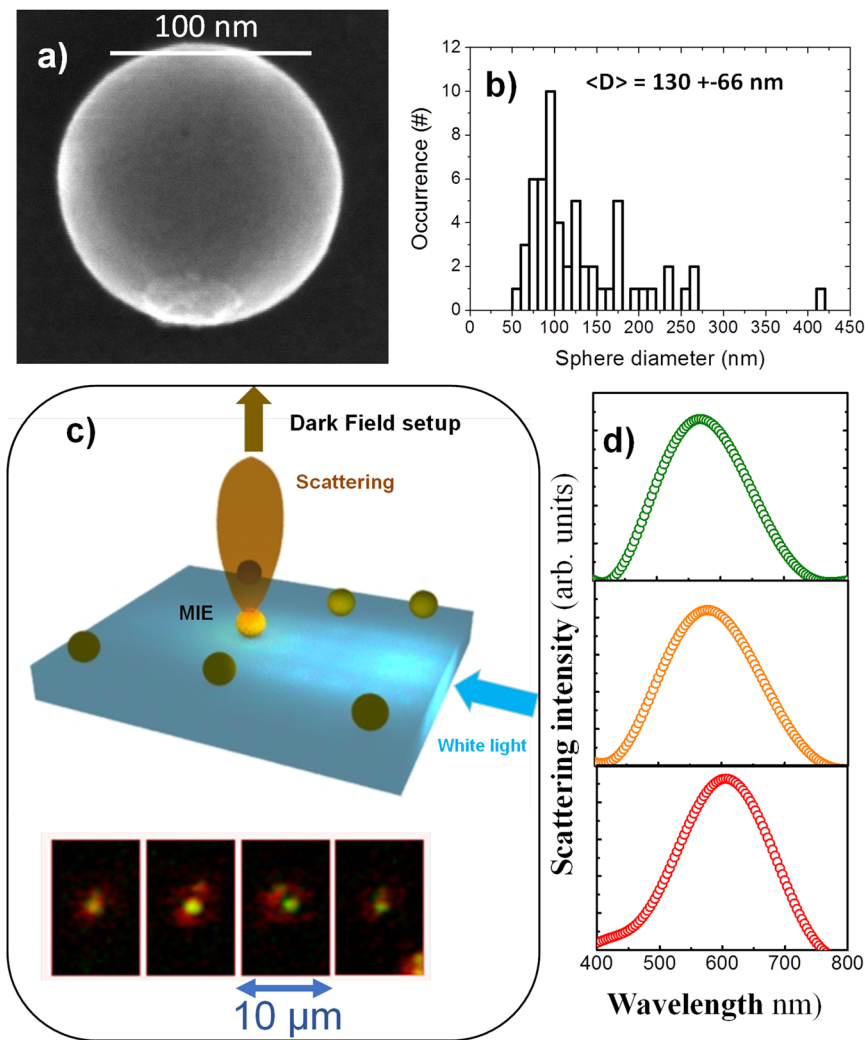 100 nm
a)
b)
<D> = 130 +-66 nm
Occurrence (#)
12
10
8
6
4
2
0
0 50 100 150 200 250 300 350 400 450
Sphere diameter (nm)
c)
Dark Field setup
Scattering
MIE
White light
10 µm
d)
Scattering intensity (arb. units)
400 500 600 700 800
Wavelength nm)